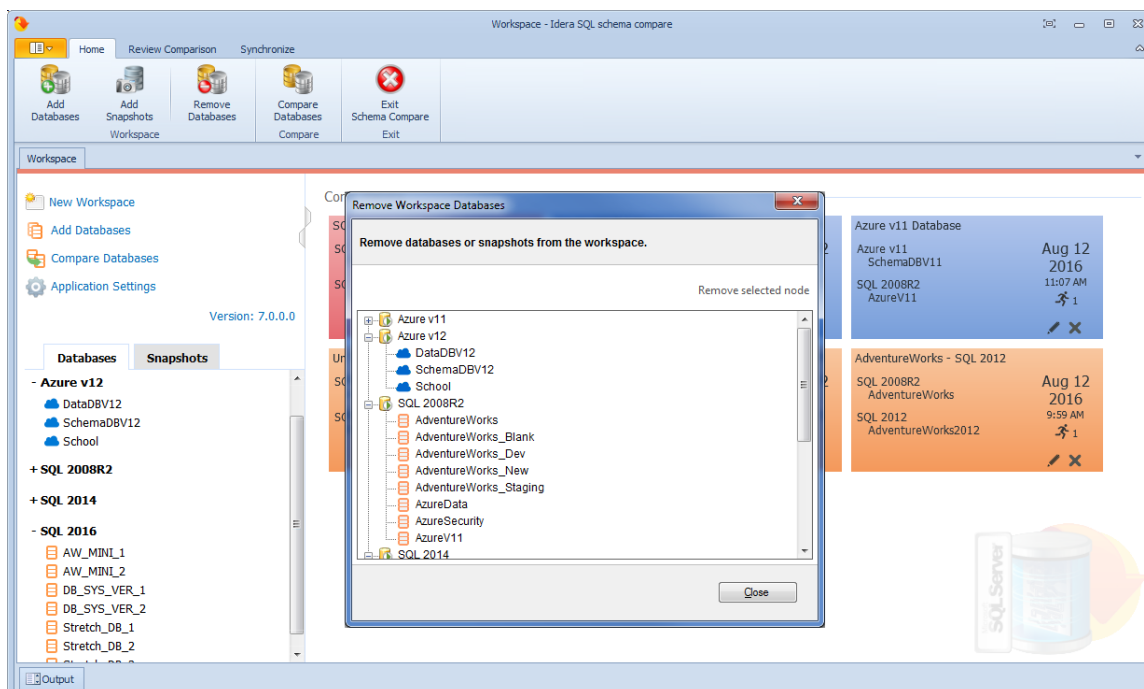 Workspace - Idera SQL schema compare
Home Review Comparison Synchronize
Add Databases
Add Snapshots
Remove Databases
Compare Databases
Exit Schema Compare
Workspace Compare Exit
Workspace
New Workspace
Add Databases
Compare Databases
Application Settings
Version: 7.0.0.0
Databases Snapshots
- Azure v12
DataDBV12
SchemaDBV12
School
+ SQL 2008R2
+ SQL 2014
- SQL 2016
AW_MINI_1
AW_MINI_2
DB_SYS_VER_1
DB_SYS_VER_2
Stretch_DB_1
Stretch_DB_2
Remove Workspace Databases
Remove databases or snapshots from the workspace.
Remove selected node
Azure v11
Azure v12
DataDBV12
SchemaDBV12
School
SQL 2008R2
AdventureWorks
AdventureWorks_Blank
AdventureWorks_Dev
AdventureWorks_New
AdventureWorks_Staging
AzureData
AzureSecurity
AzureV11
SQL 2014
Close
Azure v11 Database
Azure v11
SchemaDBV11
SQL 2008R2
AzureV11
Aug 12
2016
11:07 AM
1
AdventureWorks - SQL 2012
SQL 2008R2
AdventureWorks
SQL 2012
AdventureWorks2012
Aug 12
2016
9:59 AM
1
SQL Server
Output